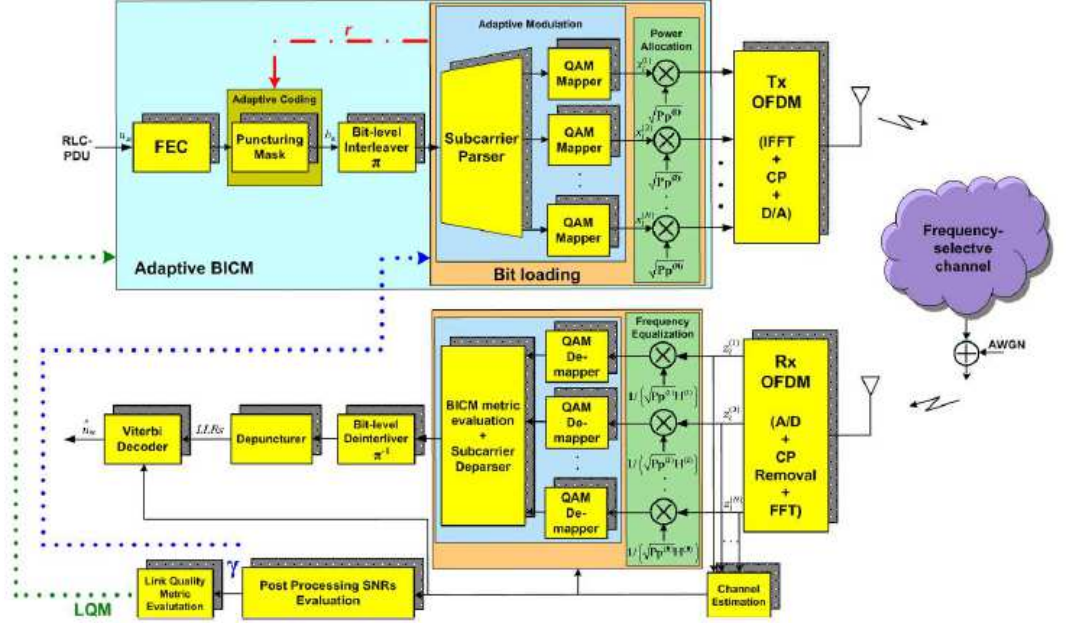 Adaptive Modulation
Power
Allocation
r
QAM
Mapper
Tx
OFDM
(IFFT
+
CP
+
D/A)
Adaptive Coding
RLC-
PDU
FEC
Puncturing
Mask
Bit-level
Interleaver
π
Subcarrier
Parser
QAM
Mapper
QAM
Mapper
Frequency-
selectve
channel
Adaptive BICM
Bit loading
AWGN
Frequency
Equalization
QAM
De-
mapper
Rx
OFDM
(A/D
+
CP
Removal
+
FFT)
Viterbi
Decoder
LLRs
Depuncturer
Bit-level
Deinterliver
π⁻¹
BICM metric
evaluation
+
Subcarrier
Deparser
QAM
De-
mapper
QAM
De-
mapper
γ
Link Quality
Metric
Evalutation
Post Processing SNRs
Evaluation
Channel
Estimation
LQM